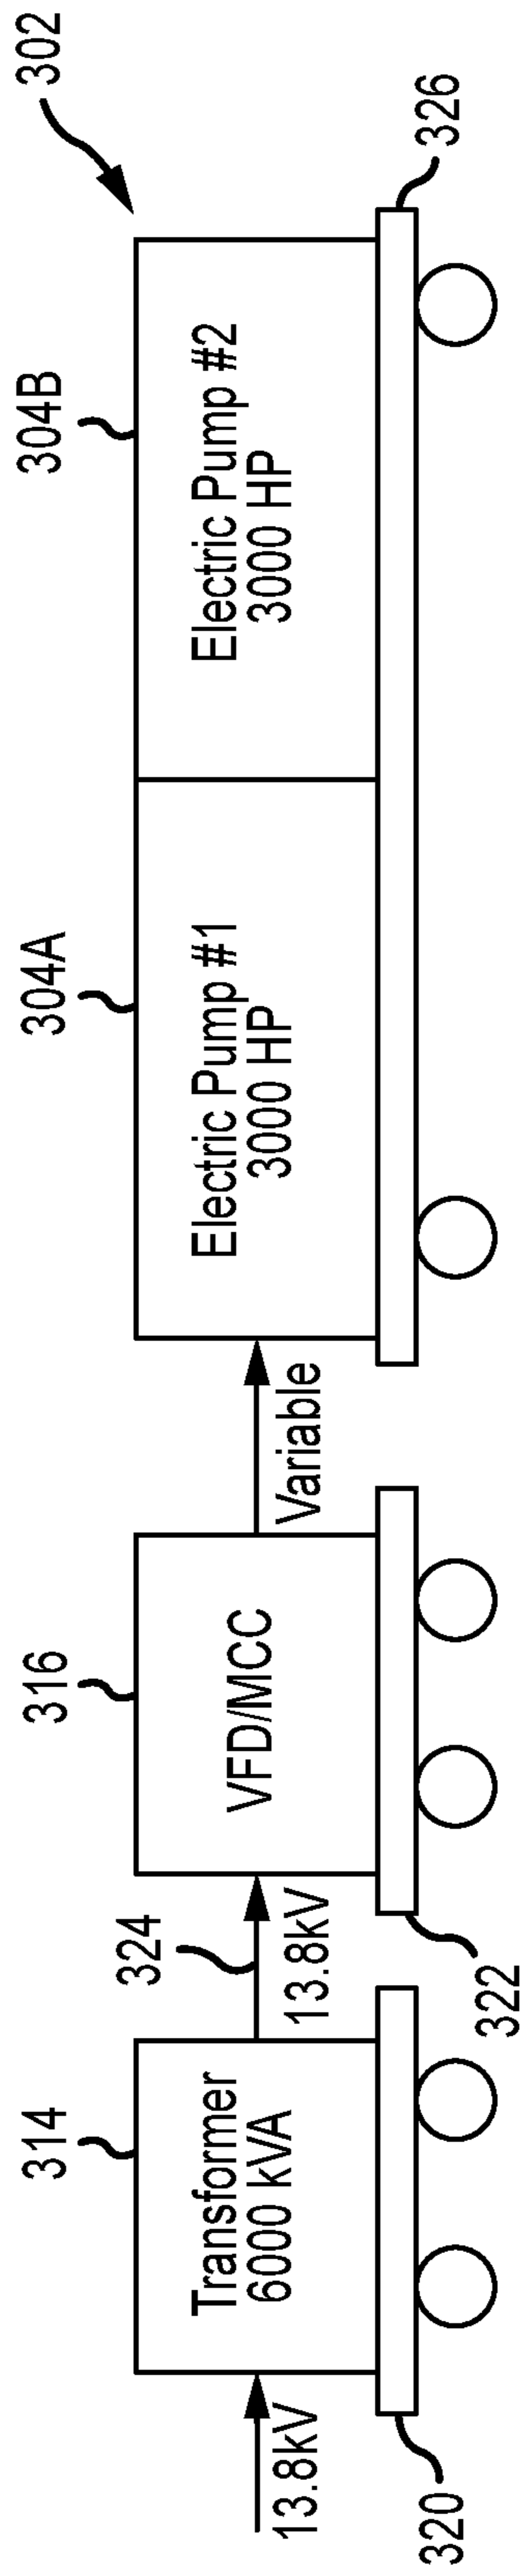 302
304B
304A
316
324
314
Electric Pump #2
3000 HP
Electric Pump #1
3000 HP
Variable
VFD/MCC
13.8kV
Transformer
6000 kVA
13.8kV
326
322
320